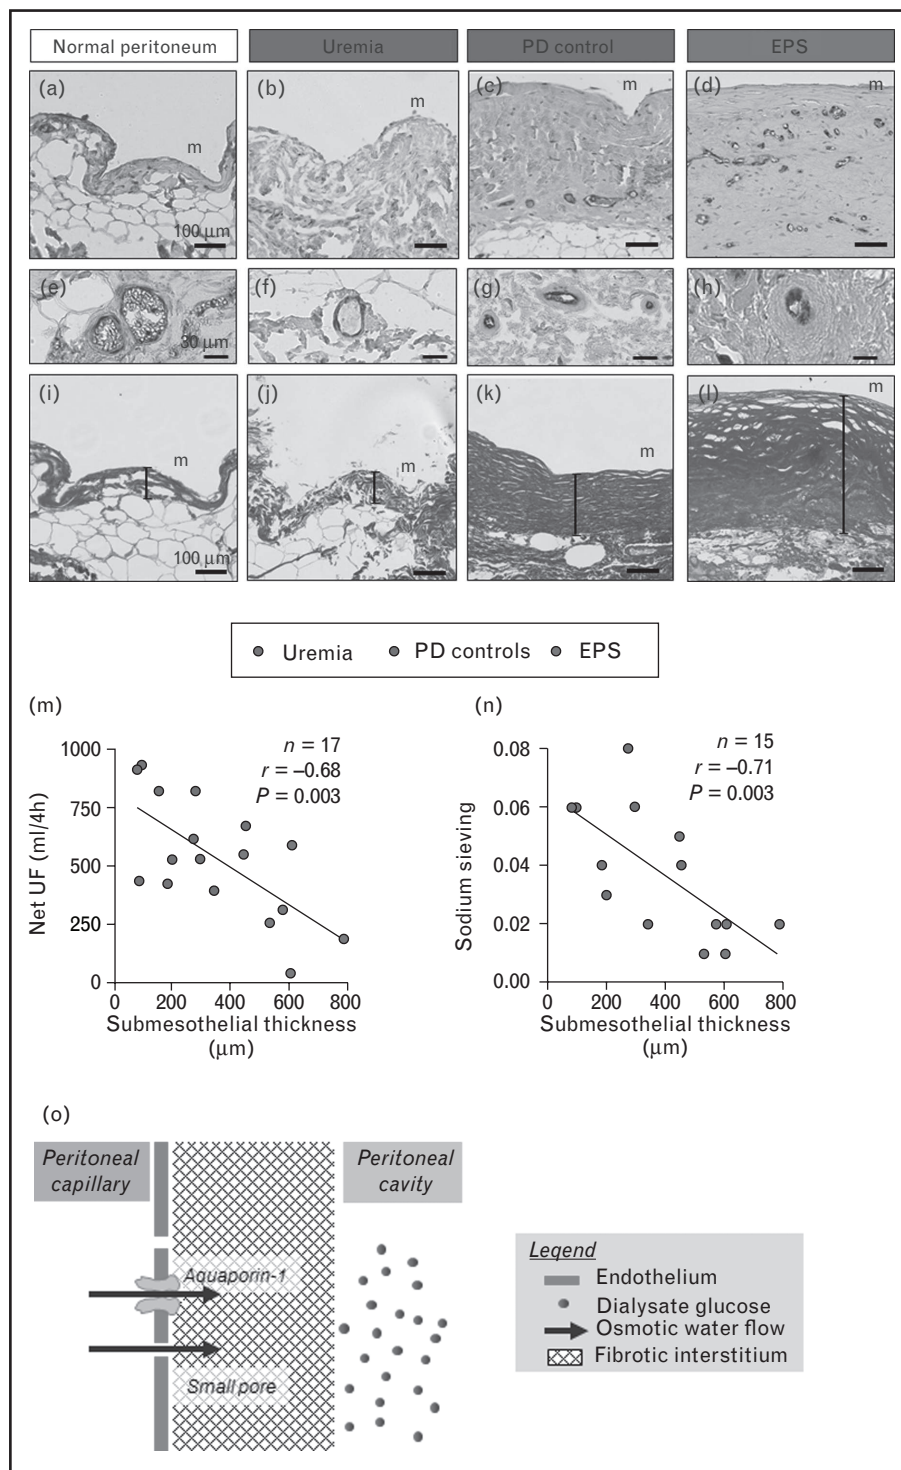 Normal peritoneum
Uremia
PD control
EPS
(a)
m
100 μm
(b)
m
(c)
m
(d)
m
(e)
30 μm
(f)
(g)
(h)
(i)
m
100 μm
(j)
m
(k)
m
(l)
m
Uremia
PD controls
EPS
(m)
n = 17
r = –0.68
P = 0.003
1000
750
500
250
0
Net UF (ml/4h)
0 200 400 600 800
Submesothelial thickness
(μm)
(n)
n = 15
r = –0.71
P = 0.003
0.08
0.06
0.04
0.02
0.00
Sodium sieving
0 200 400 600 800
Submesothelial thickness
(μm)
(o)
Peritoneal
capillary
Peritoneal
cavity
Aquaporin-1
Small pore
Legend
Endothelium
Dialysate glucose
Osmotic water flow
Fibrotic interstitium